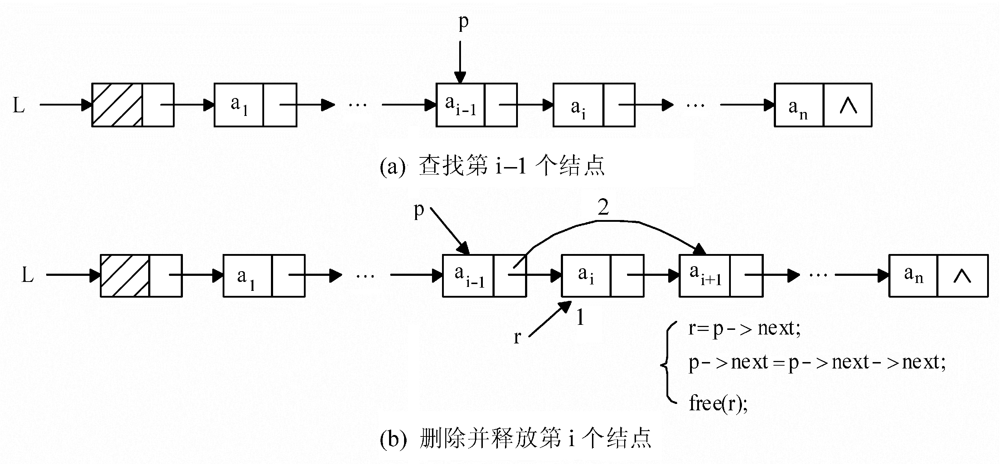 p
L a₁ ··· aᵢ₋₁ aᵢ ··· aₙ ∧
(a) 查找第 i−1 个结点
p 2
L a₁ ··· aᵢ₋₁ aᵢ aᵢ₊₁ ··· aₙ ∧
r 1
r=p->next;
p->next=p->next->next;
free(r);
(b) 删除并释放第 i 个结点